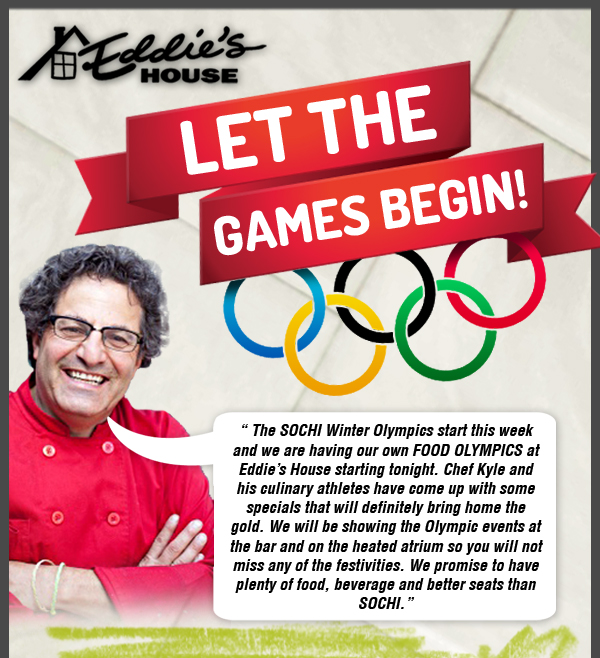 Eddie's
HOUSE
LET THE
GAMES BEGIN!
“ The SOCHI Winter Olympics start this week
and we are having our own FOOD OLYMPICS at
Eddie’s House starting tonight. Chef Kyle and
his culinary athletes have come up with some
specials that will definitely bring home the
gold. We will be showing the Olympic events at
the bar and on the heated atrium so you will not
miss any of the festivities. We promise to have
plenty of food, beverage and better seats than
SOCHI.”